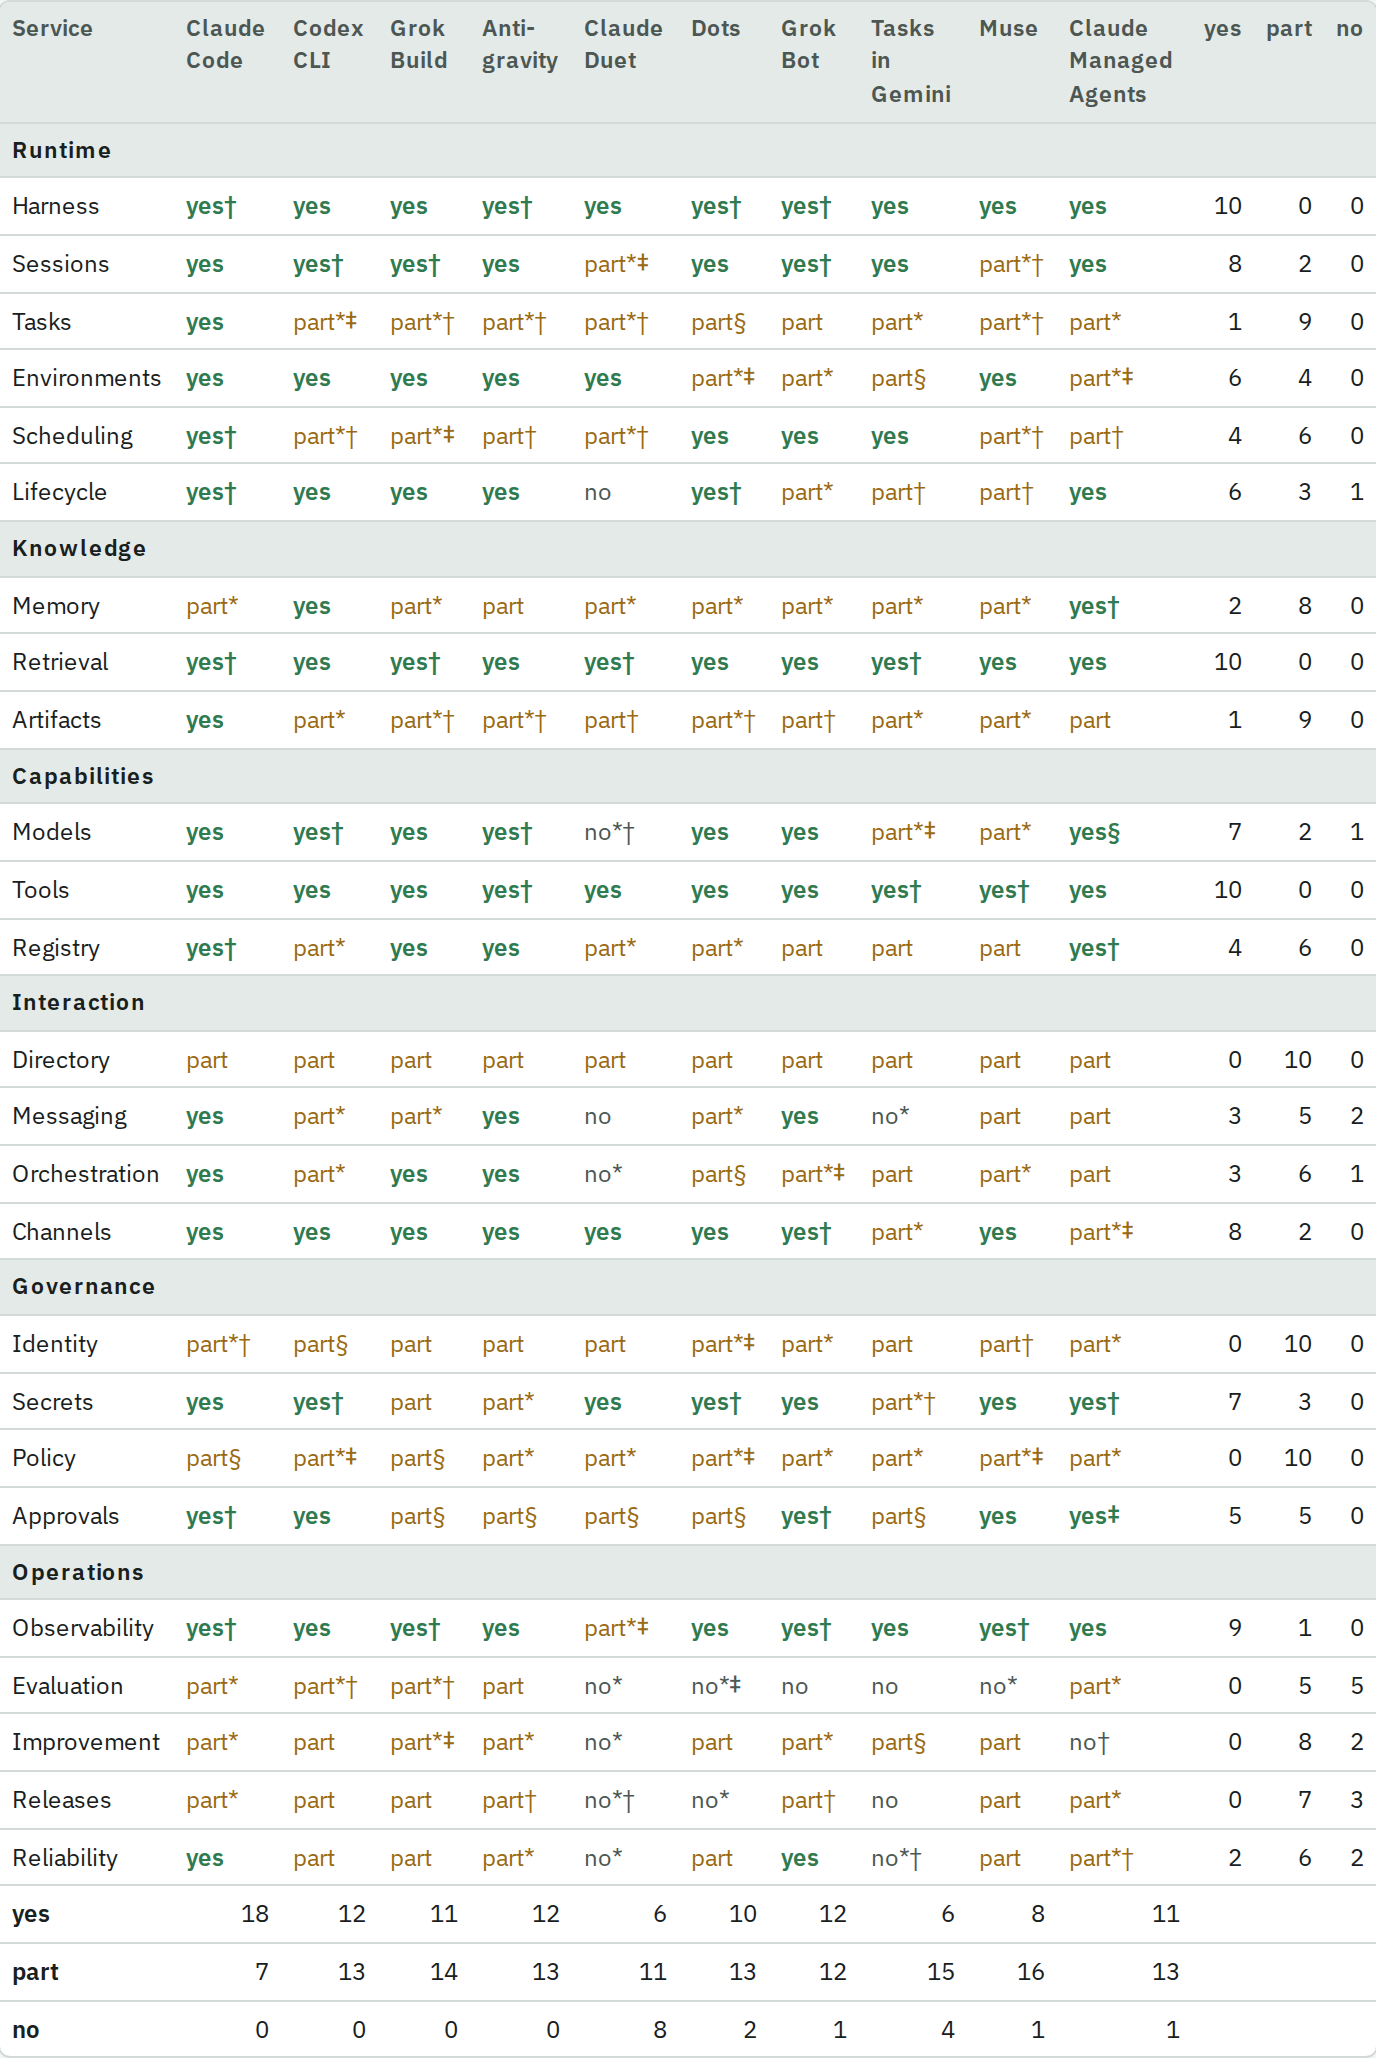 Service Claude Code Codex CLI Grok Build Anti-gravity Claude Duet Dots Grok Bot Tasks in Gemini Muse Claude Managed Agents yes part no
Runtime
Harness yes† yes yes yes† yes yes† yes† yes yes yes 10 0 0
Sessions yes yes† yes† yes part*‡ yes yes† yes part*† yes 8 2 0
Tasks yes part*‡ part*† part*† part*† part§ part part* part*† part* 1 9 0
Environments yes yes yes yes yes part*‡ part* part§ yes part*‡ 6 4 0
Scheduling yes† part*† part*‡ part† part*† yes yes yes part*† part† 4 6 0
Lifecycle yes† yes yes yes no yes† part* part† part† yes 6 3 1
Knowledge
Memory part* yes part* part part* part* part* part* part* yes† 2 8 0
Retrieval yes† yes yes† yes yes† yes yes yes† yes yes 10 0 0
Artifacts yes part* part*† part*† part† part*† part† part* part* part 1 9 0
Capabilities
Models yes yes† yes yes† no*† yes yes part*‡ part* yes§ 7 2 1
Tools yes yes yes yes† yes yes yes yes† yes† yes 10 0 0
Registry yes† part* yes yes part* part* part part part yes† 4 6 0
Interaction
Directory part part part part part part part part part part 0 10 0
Messaging yes part* part* yes no part* yes no* part part 3 5 2
Orchestration yes part* yes yes no* part§ part*‡ part part* part 3 6 1
Channels yes yes yes yes yes yes yes† part* yes part*‡ 8 2 0
Governance
Identity part*† part§ part part part part*‡ part* part part† part* 0 10 0
Secrets yes yes† part part* yes yes† yes part*† yes yes† 7 3 0
Policy part§ part*‡ part§ part* part* part*‡ part* part* part*‡ part* 0 10 0
Approvals yes† yes part§ part§ part§ part§ yes† part§ yes yes‡ 5 5 0
Operations
Observability yes† yes yes† yes part*‡ yes yes† yes yes† yes 9 1 0
Evaluation part* part*† part*† part no* no*‡ no no no* part* 0 5 5
Improvement part* part part*‡ part* no* part part* part§ part no† 0 8 2
Releases part* part part part† no*† no* part† no part part* 0 7 3
Reliability yes part part part* no* part yes no*† part part*† 2 6 2
yes 18 12 11 12 6 10 12 6 8 11
part 7 13 14 13 11 13 12 15 16 13
no 0 0 0 0 8 2 1 4 1 1